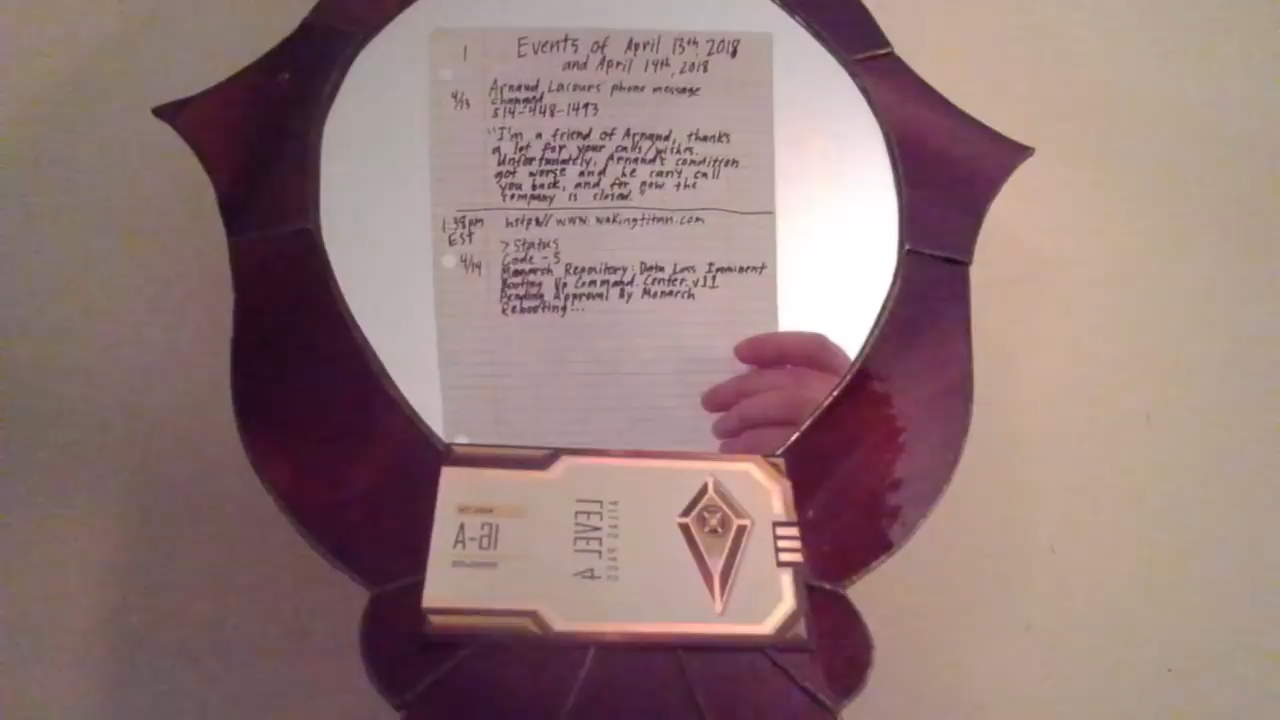 1 Events of April 13th, 2018
and April 14th, 2018
4/13 Arnaud Lacours phone message
changed
514-448-1493
"I'm a friend of Arnaud, thanks
a lot for your calls/wishes.
Unfortunately, Arnaud's condition
got worse and he can't call
you back, and for now the
company is closed."
1:38pm http// www.wakingtitan.com
EST
> Status
4/14 Code - 5
Monarch Repository: Data Loss Imminent
Booting Up Command.Center.v11
Pending Approval By Monarch
Rebooting...
LEVEL 4